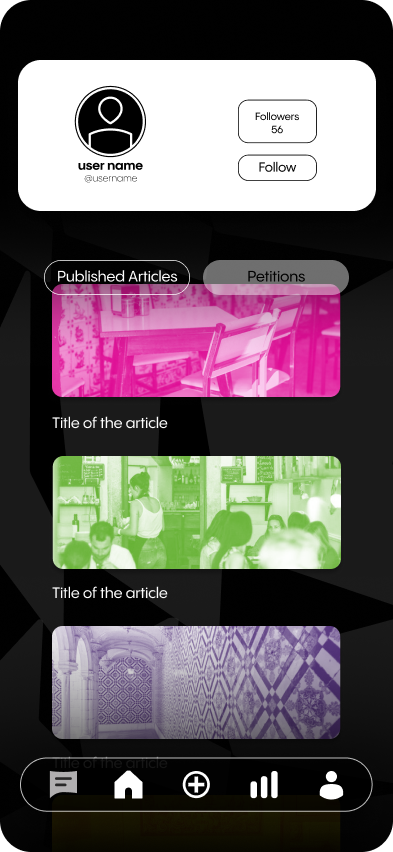 Followers
56
user name
@username
Follow
Published Articles
Petitions
Title of the article
Title of the article
Title of the article